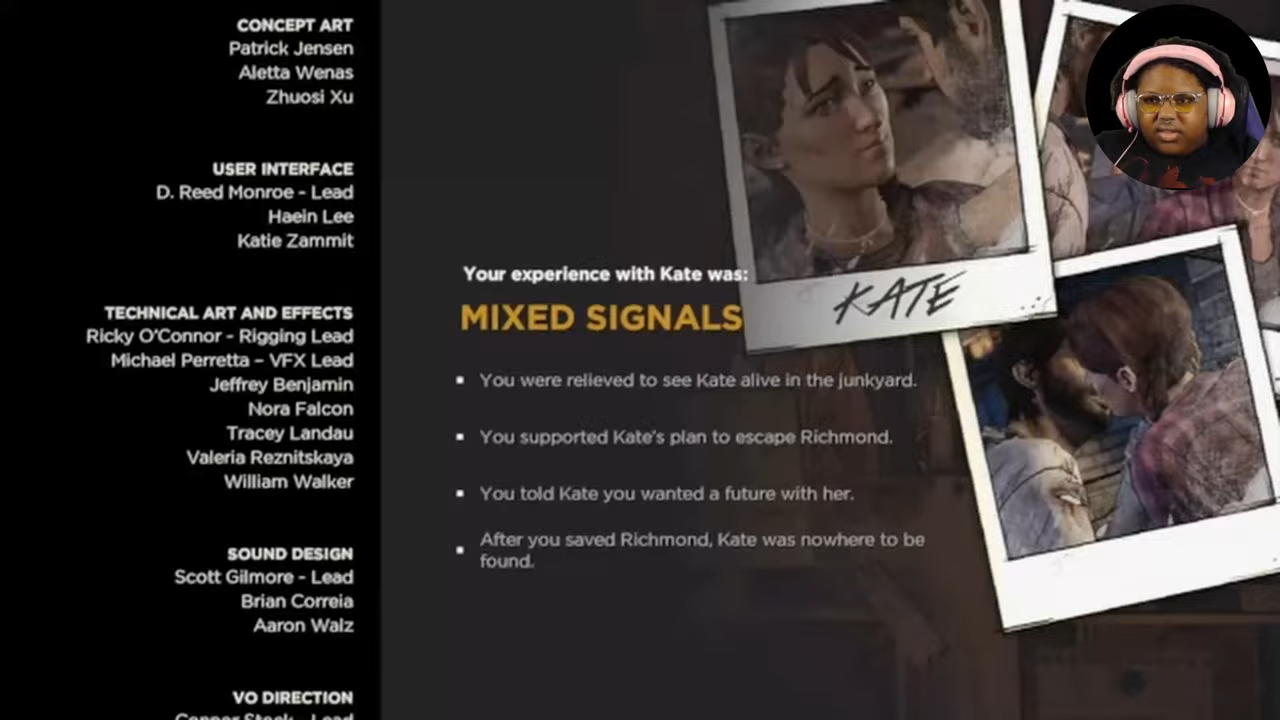 CONCEPT ART
Patrick Jensen
Aletta Wenas
Zhuosi Xu
USER INTERFACE
D. Reed Monroe - Lead
Haein Lee
Katie Zammit
TECHNICAL ART AND EFFECTS
Ricky O'Connor - Rigging Lead
Michael Perretta – VFX Lead
Jeffrey Benjamin
Nora Falcon
Tracey Landau
Valeria Reznitskaya
William Walker
SOUND DESIGN
Scott Gilmore - Lead
Brian Correia
Aaron Walz
VO DIRECTION
Your experience with Kate was:
MIXED SIGNALS
▪ You were relieved to see Kate alive in the junkyard.
▪ You supported Kate's plan to escape Richmond.
▪ You told Kate you wanted a future with her.
▪ After you saved Richmond, Kate was nowhere to be
found.
KATE